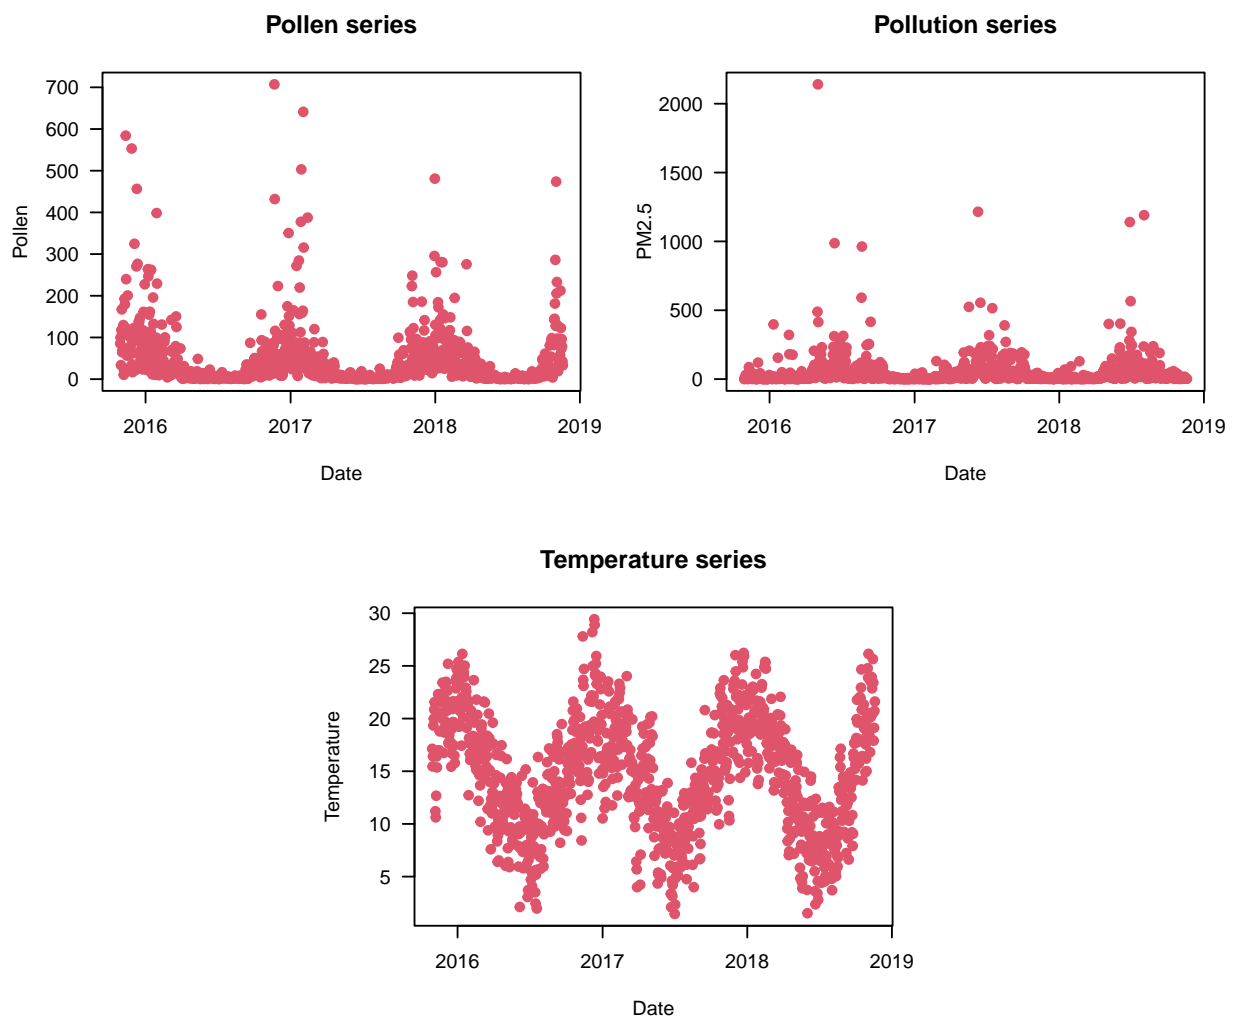 Pollen series
Pollen
700
600
500
400
300
200
100
0
2016 2017 2018 2019
Date
Pollution series
PM2.5
2000
1500
1000
500
0
2016 2017 2018 2019
Date
Temperature series
Temperature
30
25
20
15
10
5
2016 2017 2018 2019
Date